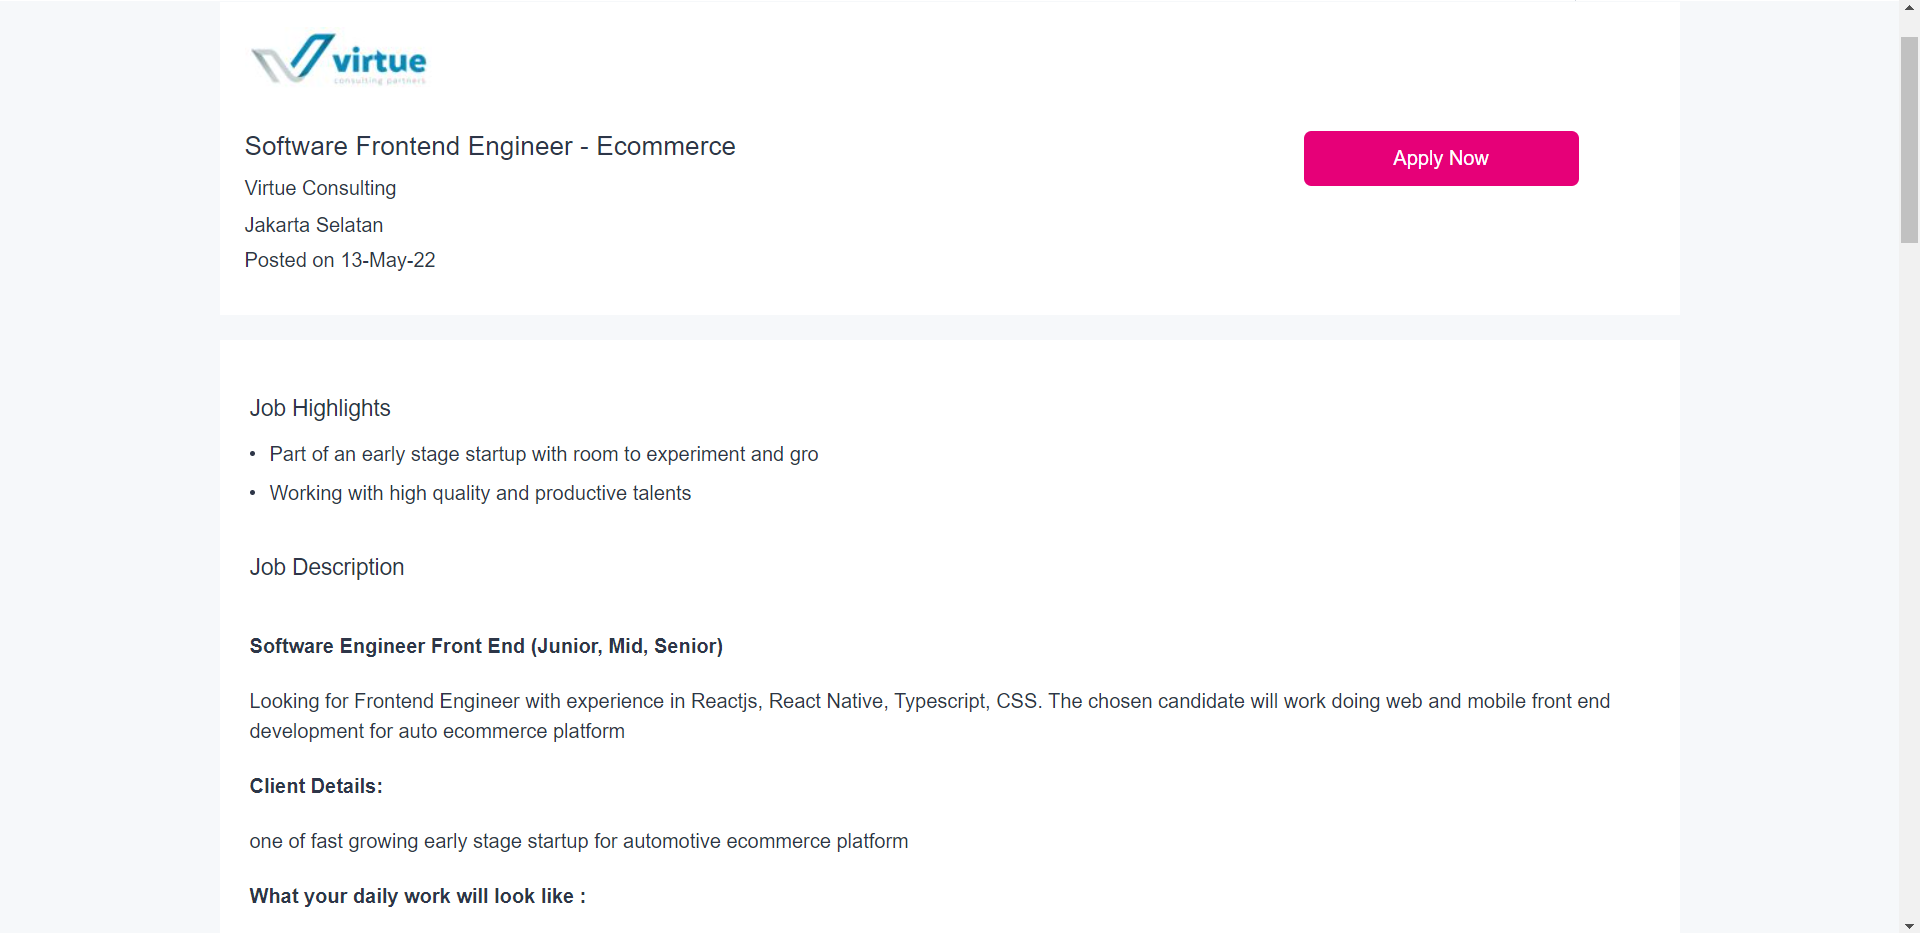 virtue
consulting partners
Software Frontend Engineer - Ecommerce
Apply Now
Virtue Consulting
Jakarta Selatan
Posted on 13-May-22
Job Highlights
• Part of an early stage startup with room to experiment and gro
• Working with high quality and productive talents
Job Description
Software Engineer Front End (Junior, Mid, Senior)
Looking for Frontend Engineer with experience in Reactjs, React Native, Typescript, CSS. The chosen candidate will work doing web and mobile front end
development for auto ecommerce platform
Client Details:
one of fast growing early stage startup for automotive ecommerce platform
What your daily work will look like :